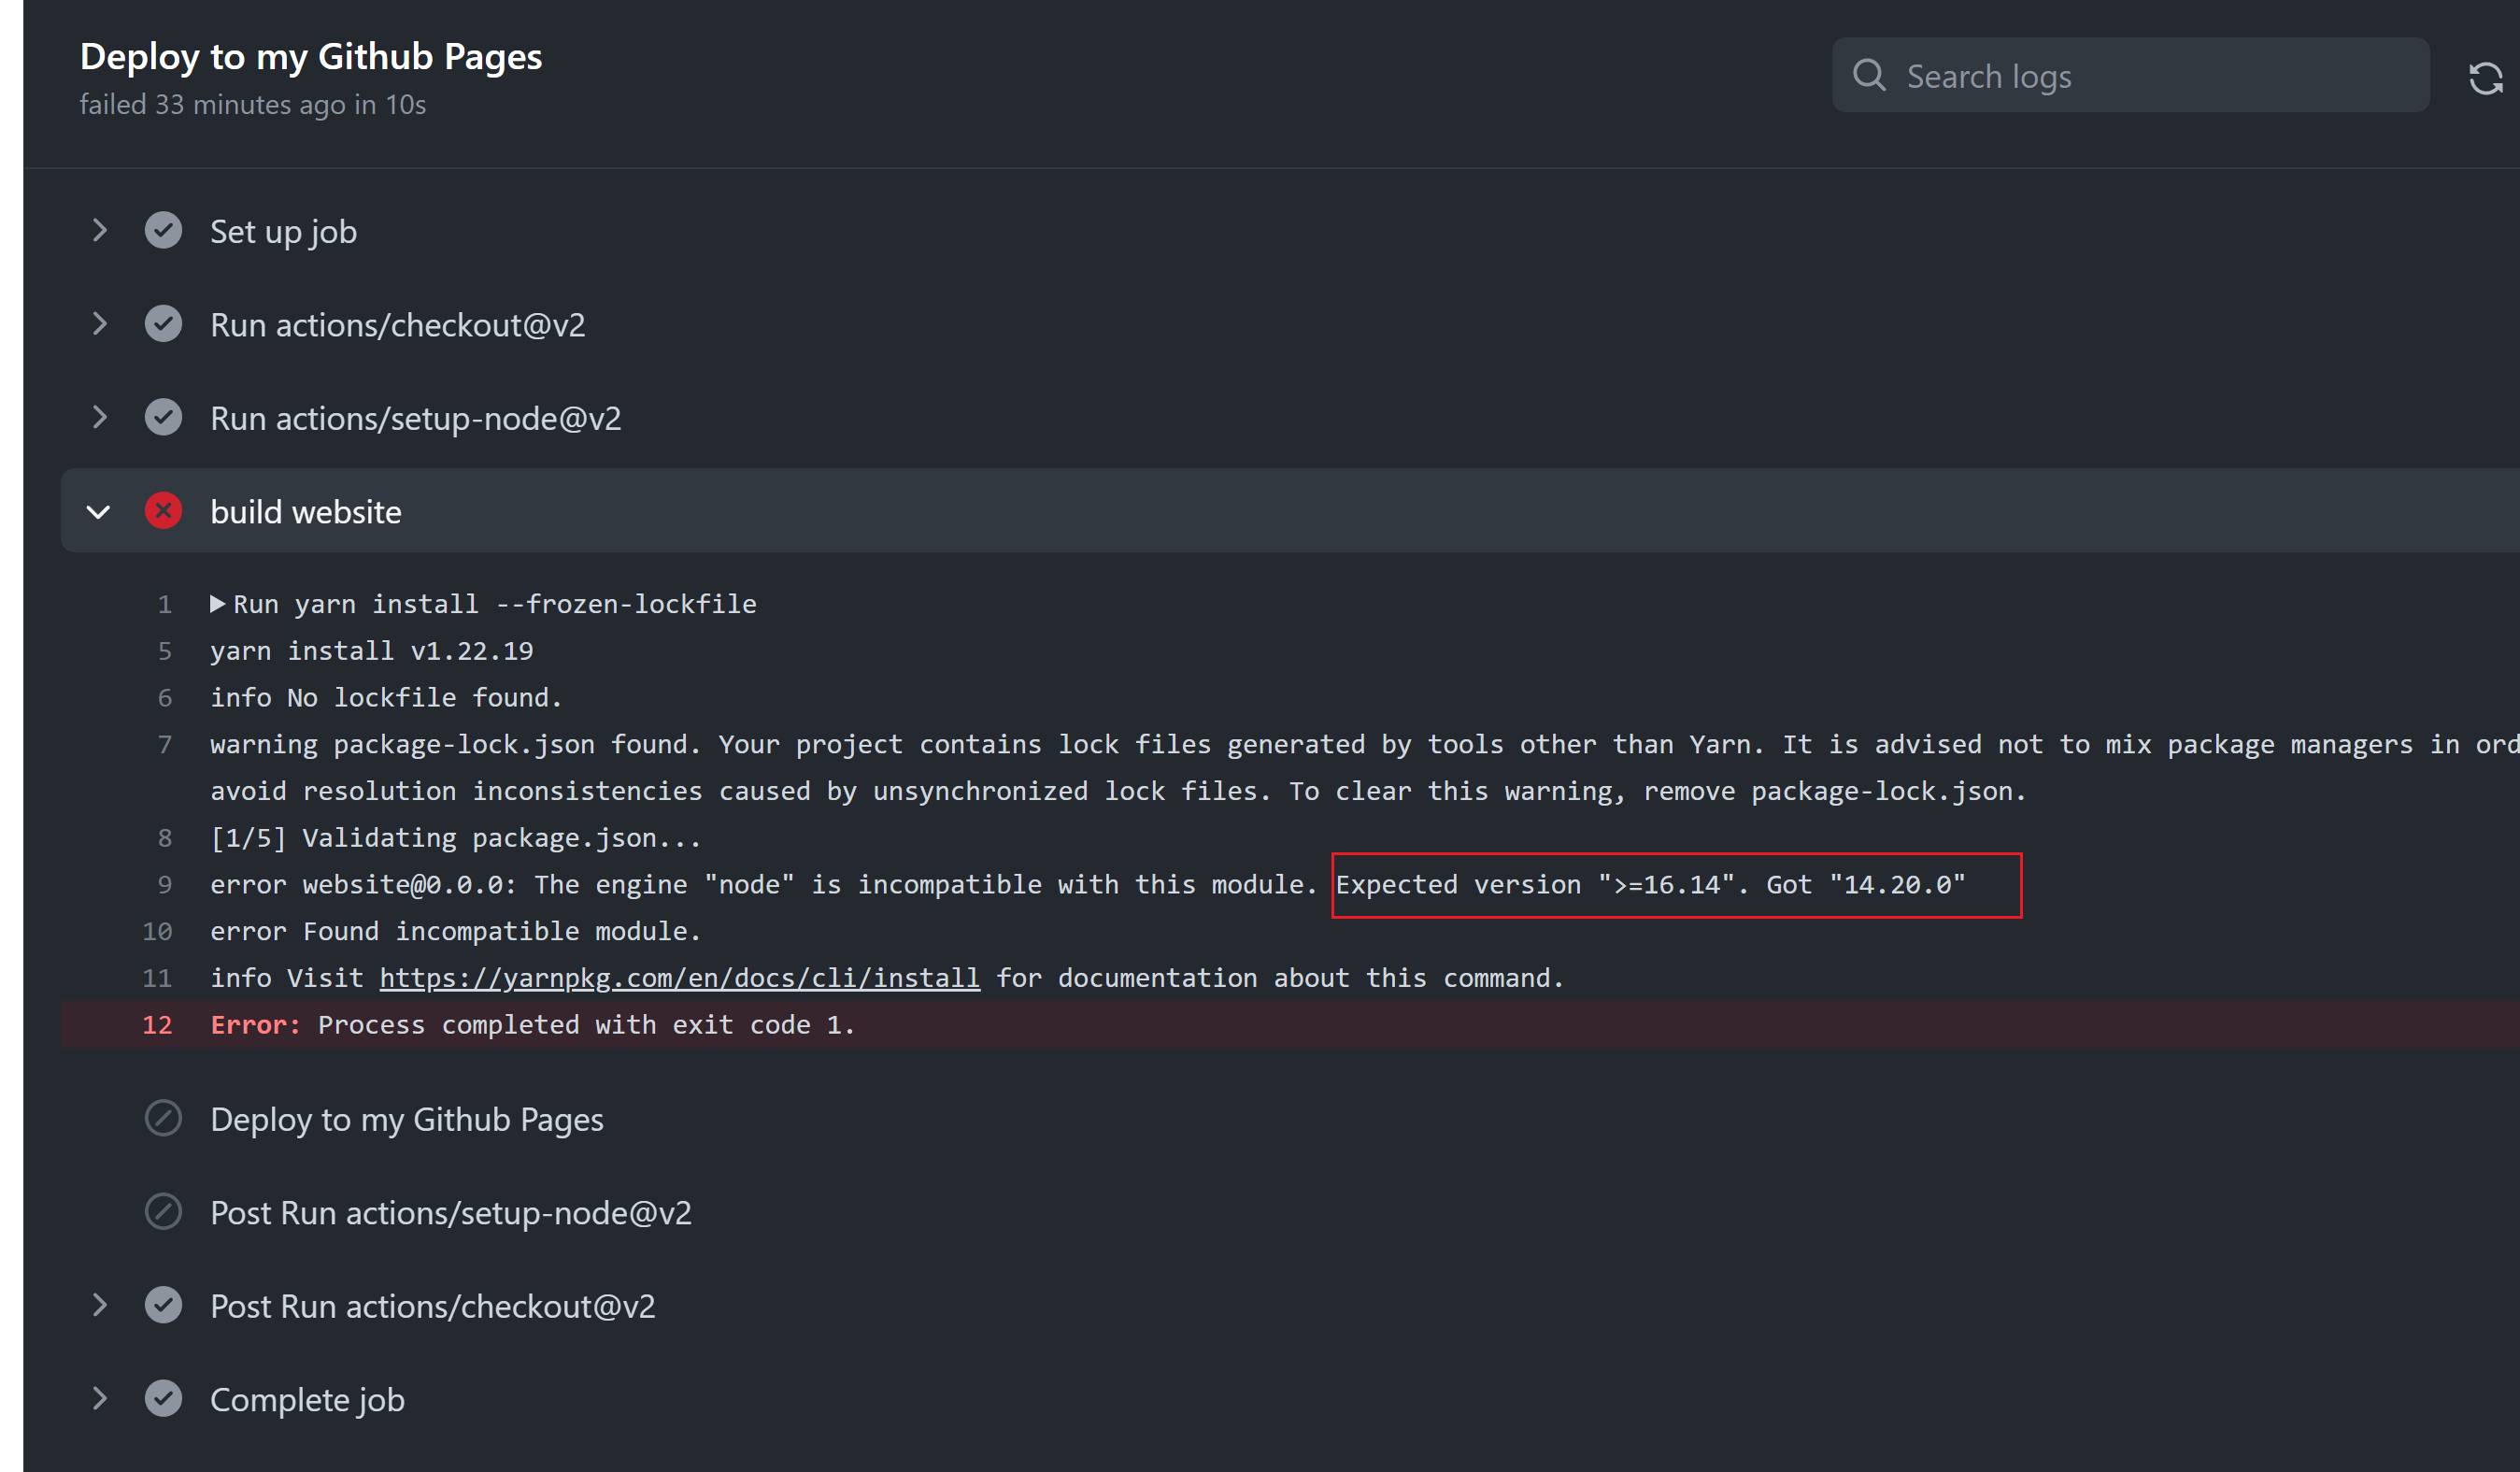 Deploy to my Github Pages
failed 33 minutes ago in 10s
Search logs
Set up job
Run actions/checkout@v2
Run actions/setup-node@v2
build website
1 Run yarn install --frozen-lockfile
5 yarn install v1.22.19
6 info No lockfile found.
7 warning package-lock.json found. Your project contains lock files generated by tools other than Yarn. It is advised not to mix package managers in ord
avoid resolution inconsistencies caused by unsynchronized lock files. To clear this warning, remove package-lock.json.
8 [1/5] Validating package.json...
9 error website@0.0.0: The engine "node" is incompatible with this module. Expected version ">=16.14". Got "14.20.0"
10 error Found incompatible module.
11 info Visit https://yarnpkg.com/en/docs/cli/install for documentation about this command.
12 Error: Process completed with exit code 1.
Deploy to my Github Pages
Post Run actions/setup-node@v2
Post Run actions/checkout@v2
Complete job